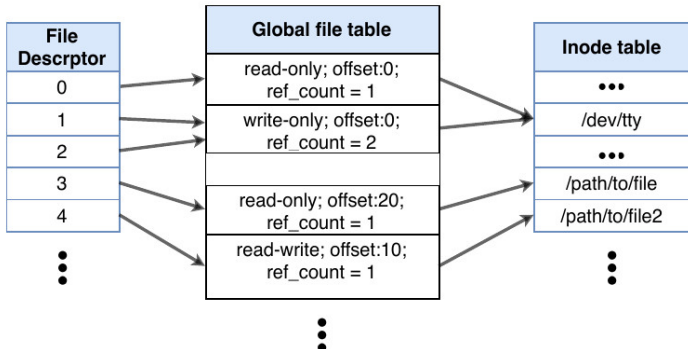 File
Descrptor
0
1
2
3
4
Global file table
read-only; offset:0;
ref_count = 1
write-only; offset:0;
ref_count = 2
read-only; offset:20;
ref_count = 1
read-write; offset:10;
ref_count = 1
Inode table
•••
/dev/tty
•••
/path/to/file
/path/to/file2